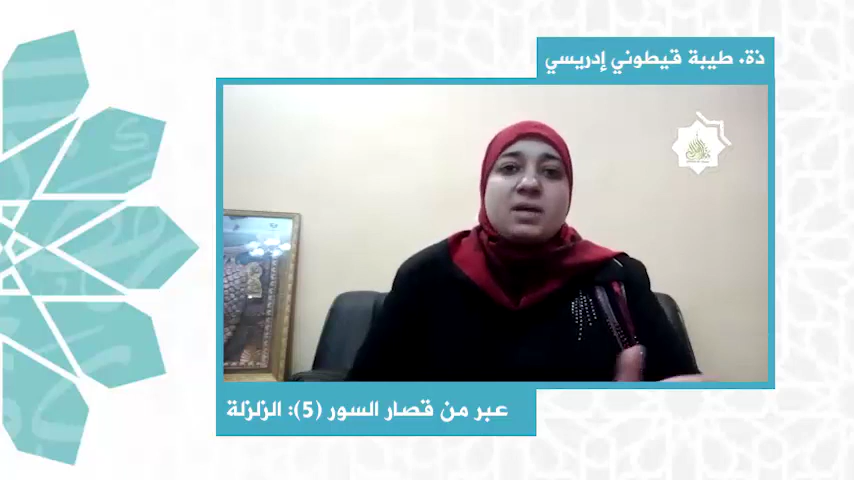 ذة. طيبة قيطوني إدريسي
عبر من قصار السور (5): الزلزلة